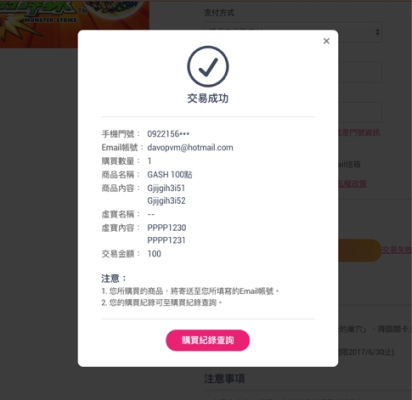 MONSTER STRIKE
支付方式
×
交易成功
手機門號： 0922156***
Email帳號： davopvm@hotmail.com
購買數量： 1
商品名稱： GASH 100點
商品內容： Gjijgih3i51
Gjijgih3i52
虛寶名稱： --
虛寶內容： PPPP1230
PPPP1231
交易金額： 100
注意：
1. 您所購買的商品，將寄送至您所填寫的Email帳號。
2. 您的購買紀錄可至購買紀錄查詢。
購買紀錄查詢
注意事項